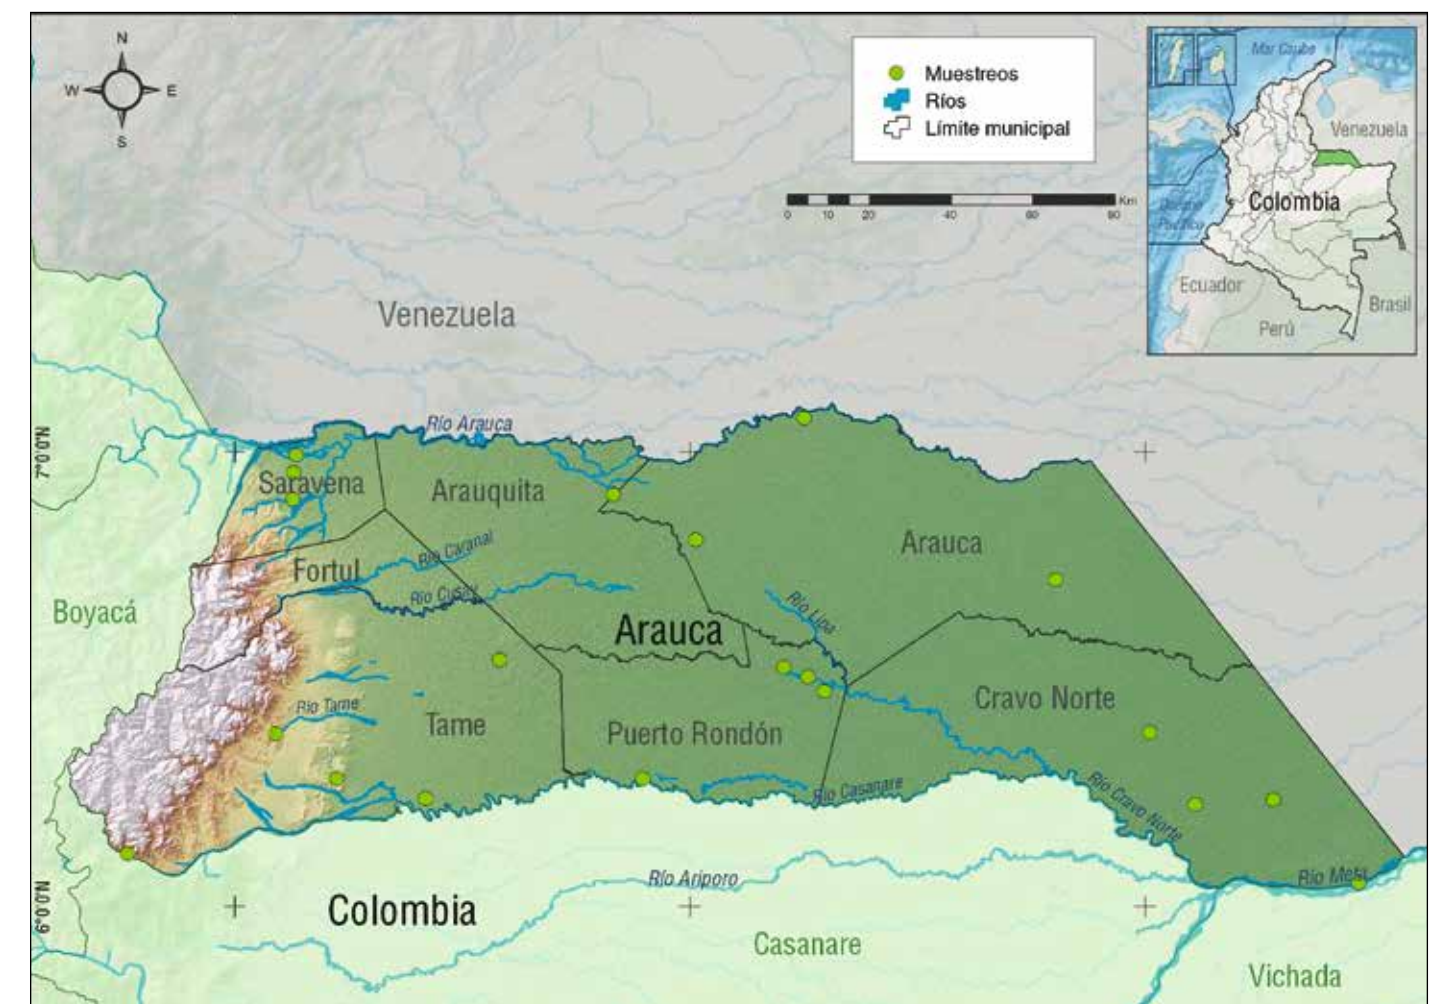 N
W E
S
Muestreos
Ríos
Límite municipal
0 10 20 40 60 80 Km
Mar Caribe
Venezuela
Colombia
Océano
Pacífico
Ecuador
Brasil
Perú
Venezuela
7°0'0"N
Río Arauca
Saravena
Arauquita
Arauca
Río Caranal
Fortul
Río Cusay
Boyacá
Arauca
Río Lipa
Cravo Norte
Río Tame
Tame
Puerto Rondón
Río Casanare
Río Cravo Norte
Río Meta
Río Ariporo
6°0'0"N
Colombia
Casanare
Vichada